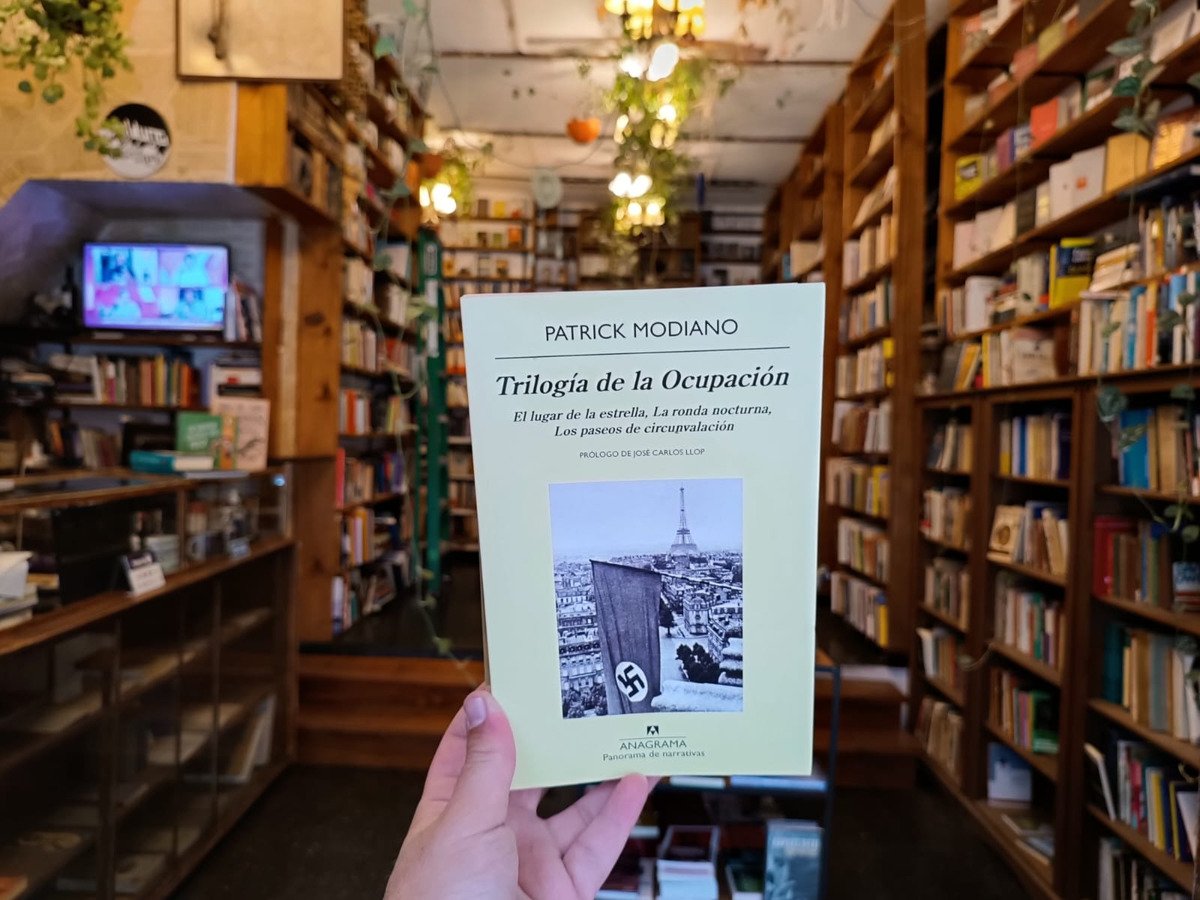 PATRICK MODIANO
Trilogía de la Ocupación
El lugar de la estrella, La ronda nocturna,
Los paseos de circunvalación
PRÓLOGO DE JOSÉ CARLOS LLOP
ANAGRAMA
Panorama de narrativas